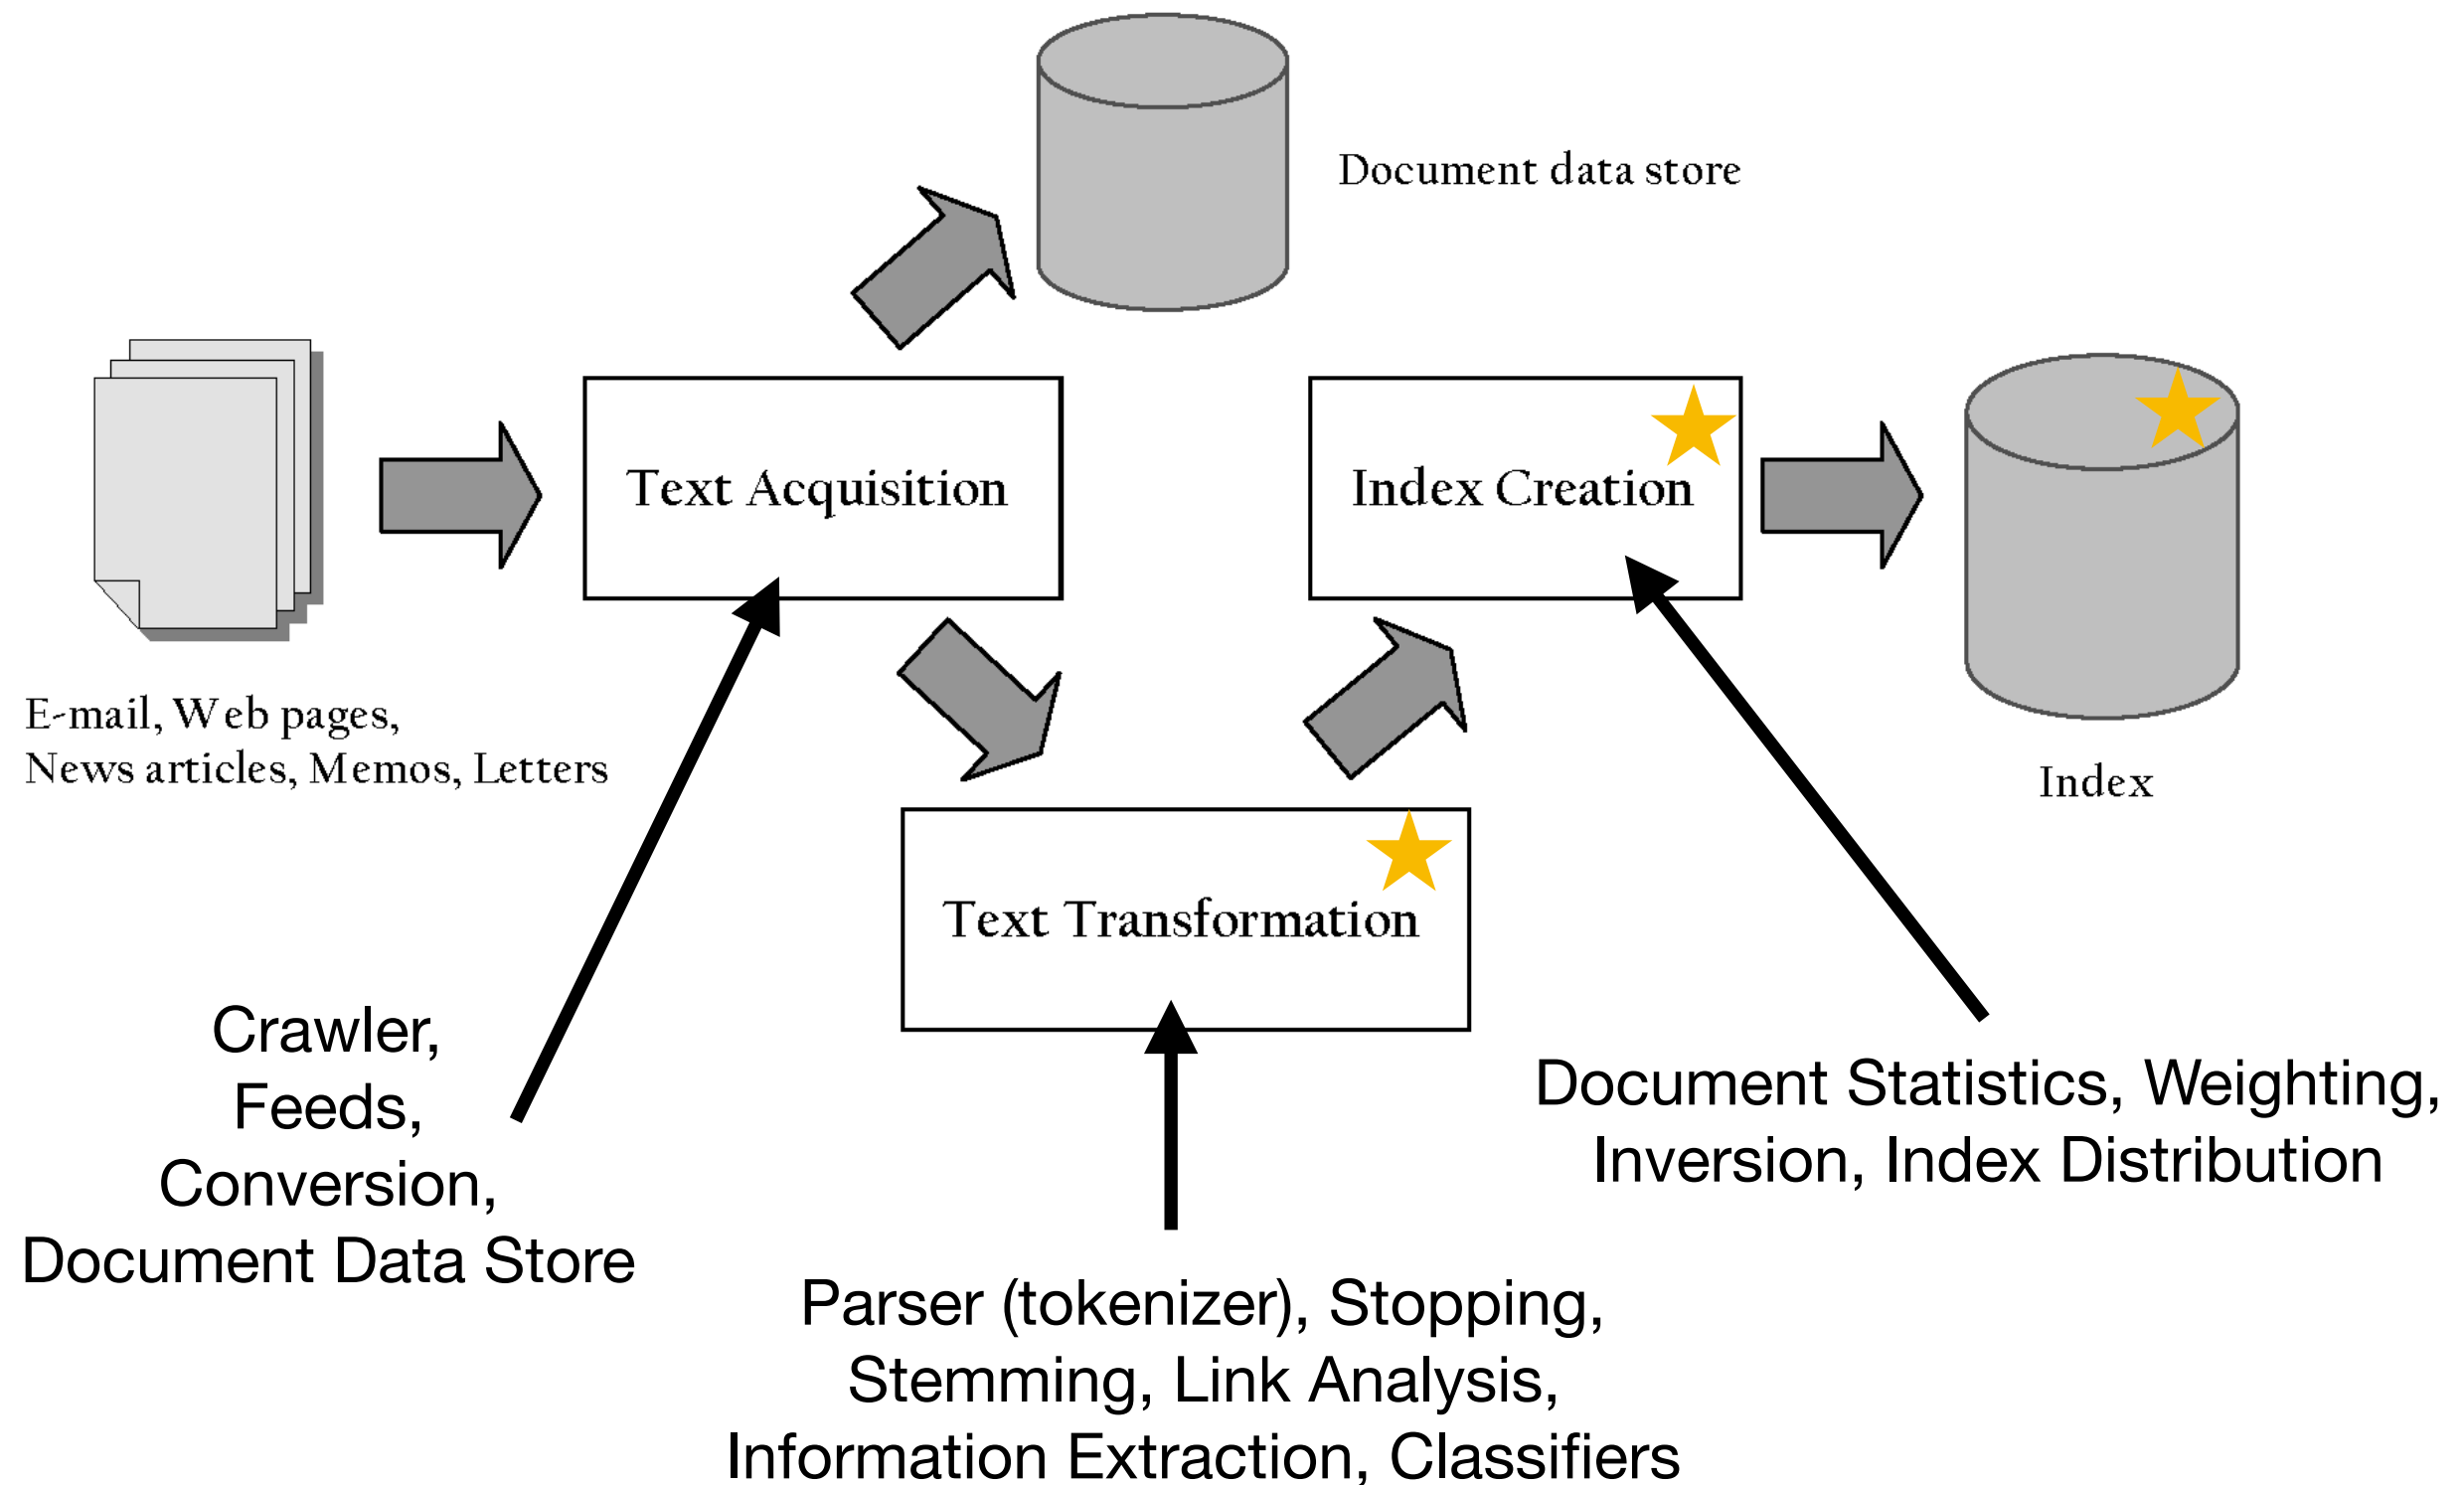 Document data store
Text Acquisition
Index Creation
E-mail, Web pages,
News articles, Memos, Letters
Index
Text Transformation
Crawler,
Feeds,
Conversion,
Document Data Store
Document Statistics, Weighting,
Inversion, Index Distribution
Parser (tokenizer), Stopping,
Stemming, Link Analysis,
Information Extraction, Classifiers